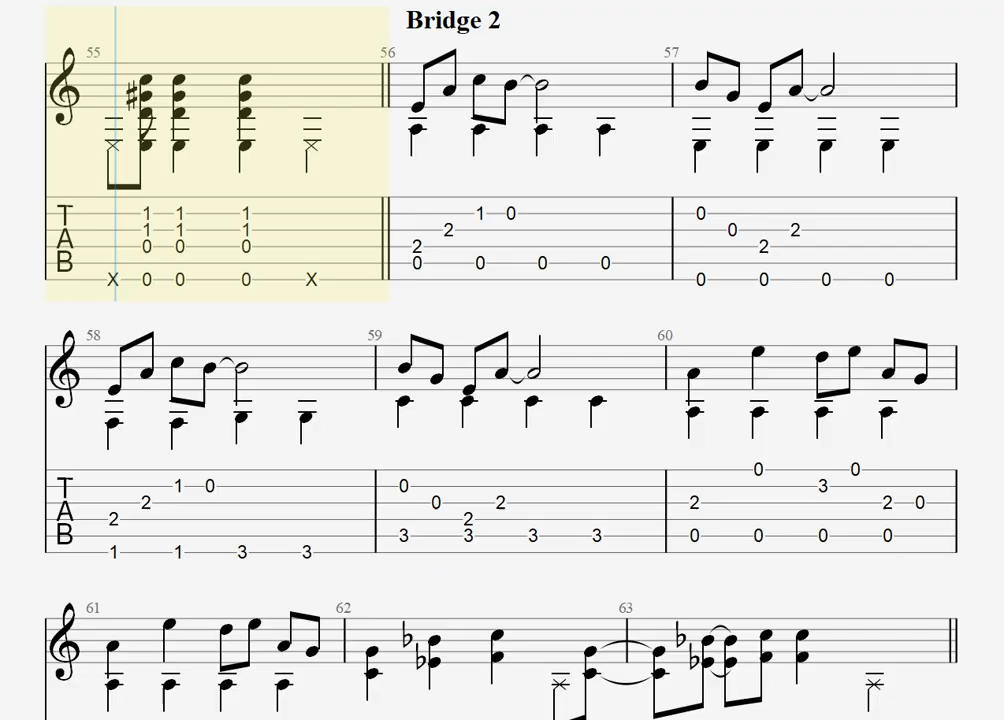 Bridge 2
55 56 57
T 1 1 1 1 0 0
A 1 1 1 2 0 2
0 0 0 2 2
B 0 0 0 0
X 0 0 0 X 0 0 0 0
58 59 60
0 0
T 1 0 0 3
A 2 0 2 2 2 0
2 2
B 3 3 3 3 0 0 0 0
1 1 3 3
61 62 63